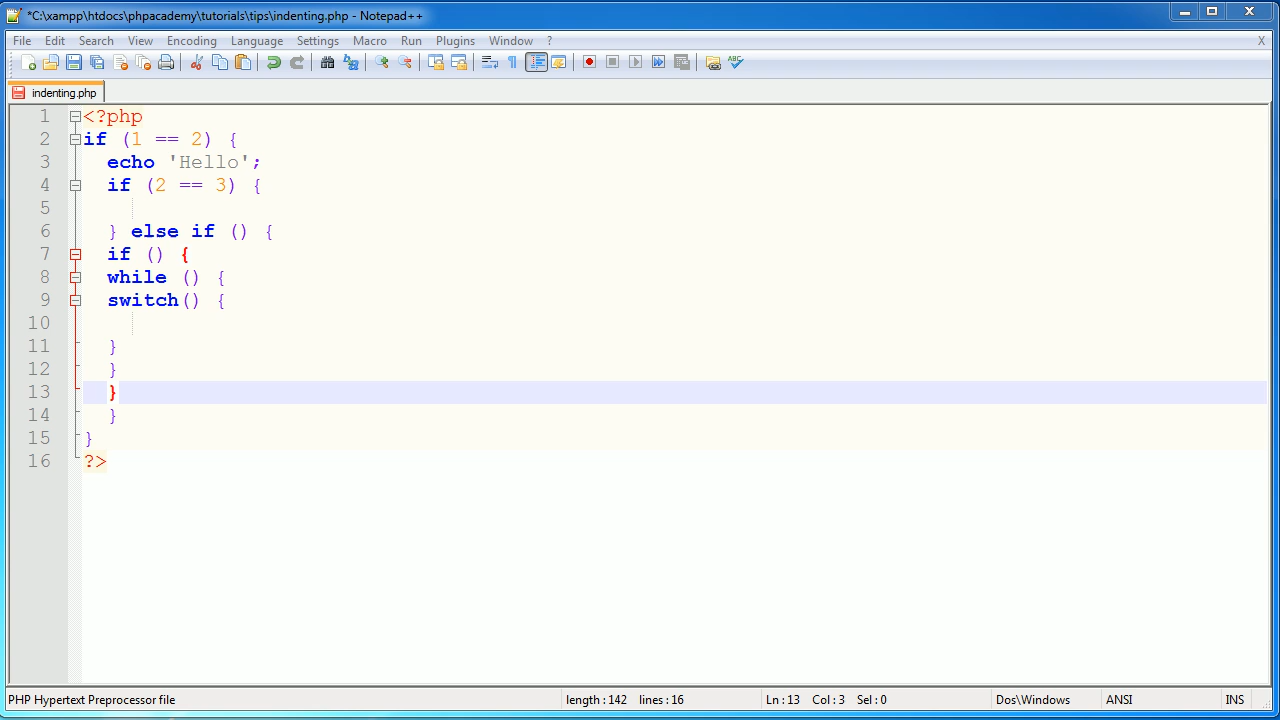 *C:\xampp\htdocs\phpacademy\tutorials\tips\indenting.php - Notepad++
File Edit Search View Encoding Language Settings Macro Run Plugins Window ? X
indenting.php
1 <?php
2 if (1 == 2) {
3 echo 'Hello';
4 if (2 == 3) {
5
6 } else if () {
7 if () {
8 while () {
9 switch() {
10
11 }
12 }
13 }
14 }
15 }
16 ?>
PHP Hypertext Preprocessor file length : 142 lines : 16 Ln : 13 Col : 3 Sel : 0 Dos\Windows ANSI INS